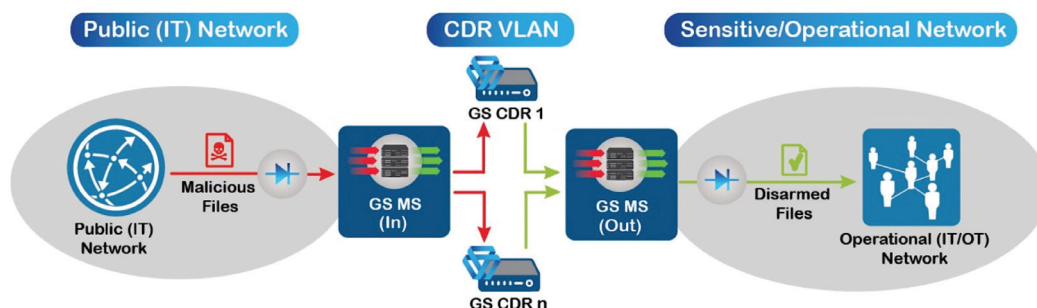 Public (IT) Network
CDR VLAN
Sensitive/Operational Network
GS CDR 1
Malicious
Files
Public (IT)
Network
GS MS
(In)
GS MS
(Out)
Disarmed
Files
Operational (IT/OT)
Network
GS CDR n